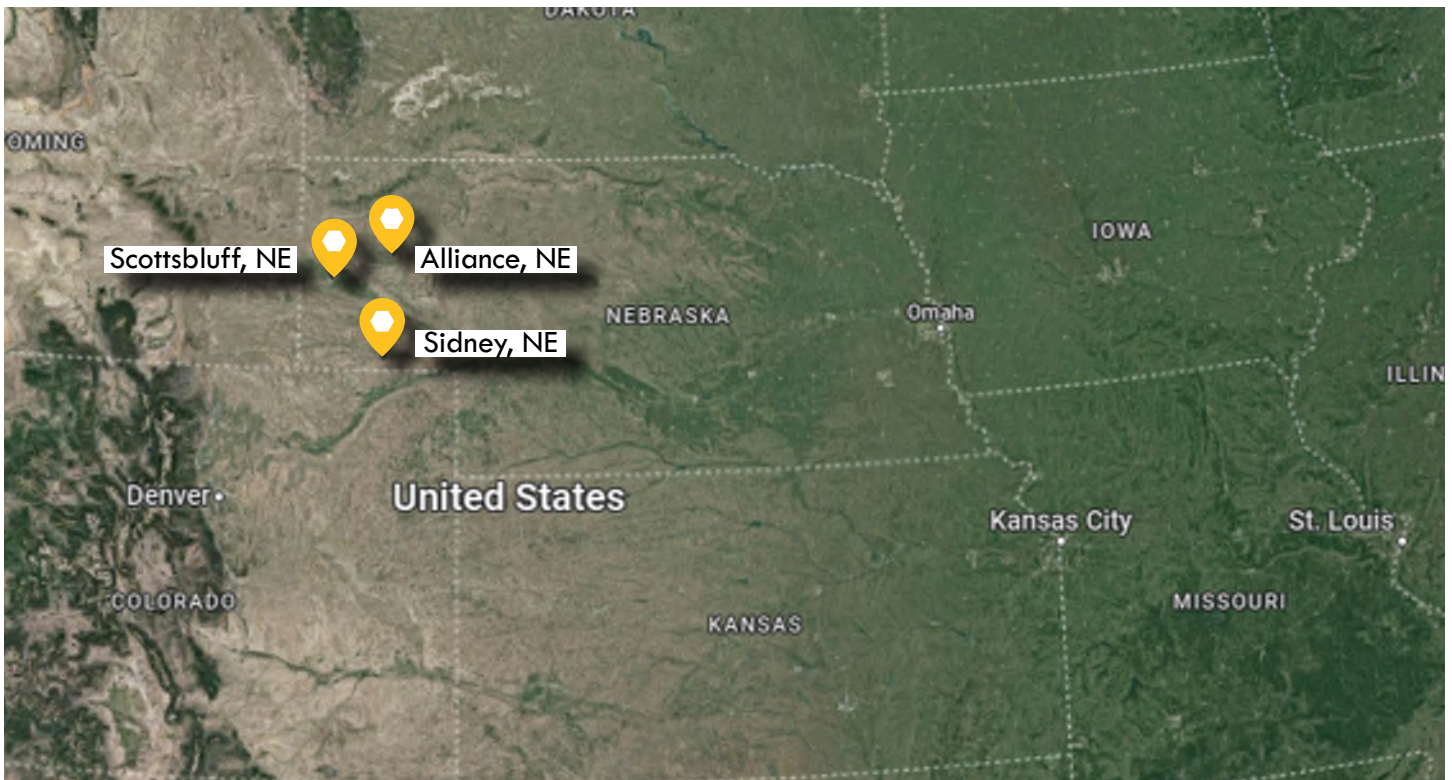 DAKOTA
OMING
IOWA
Scottsbluff, NE
Alliance, NE
NEBRASKA
Omaha
Sidney, NE
ILLIN
Denver
United States
Kansas City
St. Louis
COLORADO
MISSOURI
KANSAS